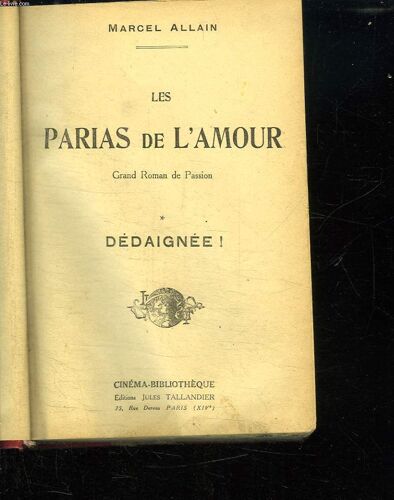 MARCEL ALLAIN
LES
PARIAS DE L'AMOUR
Grand Roman de Passion
*
DÉDAIGNÉE !
CINÉMA-BIBLIOTHÈQUE
Editions JULES TALLANDIER
75, Rue Dareau PARIS (XIVe)